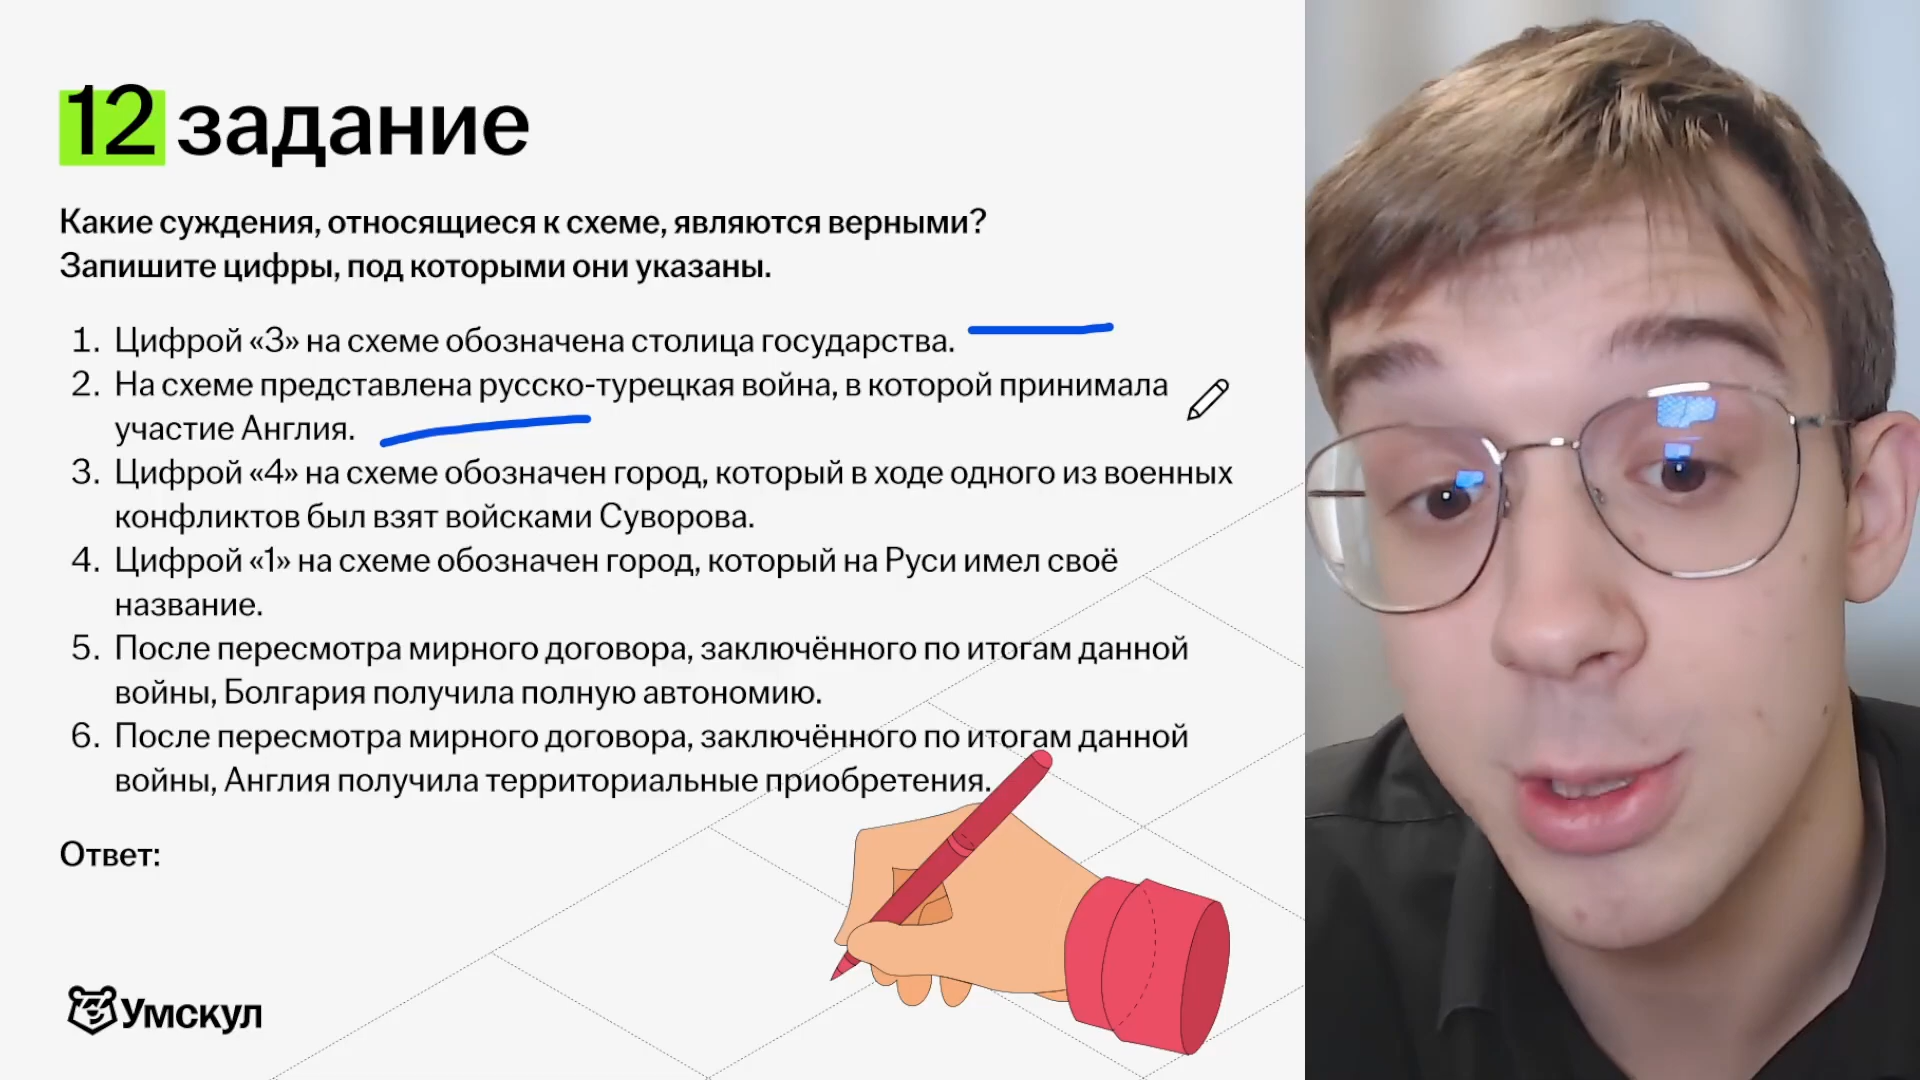 12 задание
Какие суждения, относящиеся к схеме, являются верными?
Запишите цифры, под которыми они указаны.
1. Цифрой «3» на схеме обозначена столица государства.
2. На схеме представлена русско-турецкая война, в которой принимала
участие Англия.
3. Цифрой «4» на схеме обозначен город, который в ходе одного из военных
конфликтов был взят войсками Суворова.
4. Цифрой «1» на схеме обозначен город, который на Руси имел своё
название.
5. После пересмотра мирного договора, заключённого по итогам данной
войны, Болгария получила полную автономию.
6. После пересмотра мирного договора, заключённого по итогам данной
войны, Англия получила территориальные приобретения.
Ответ:
Умскул